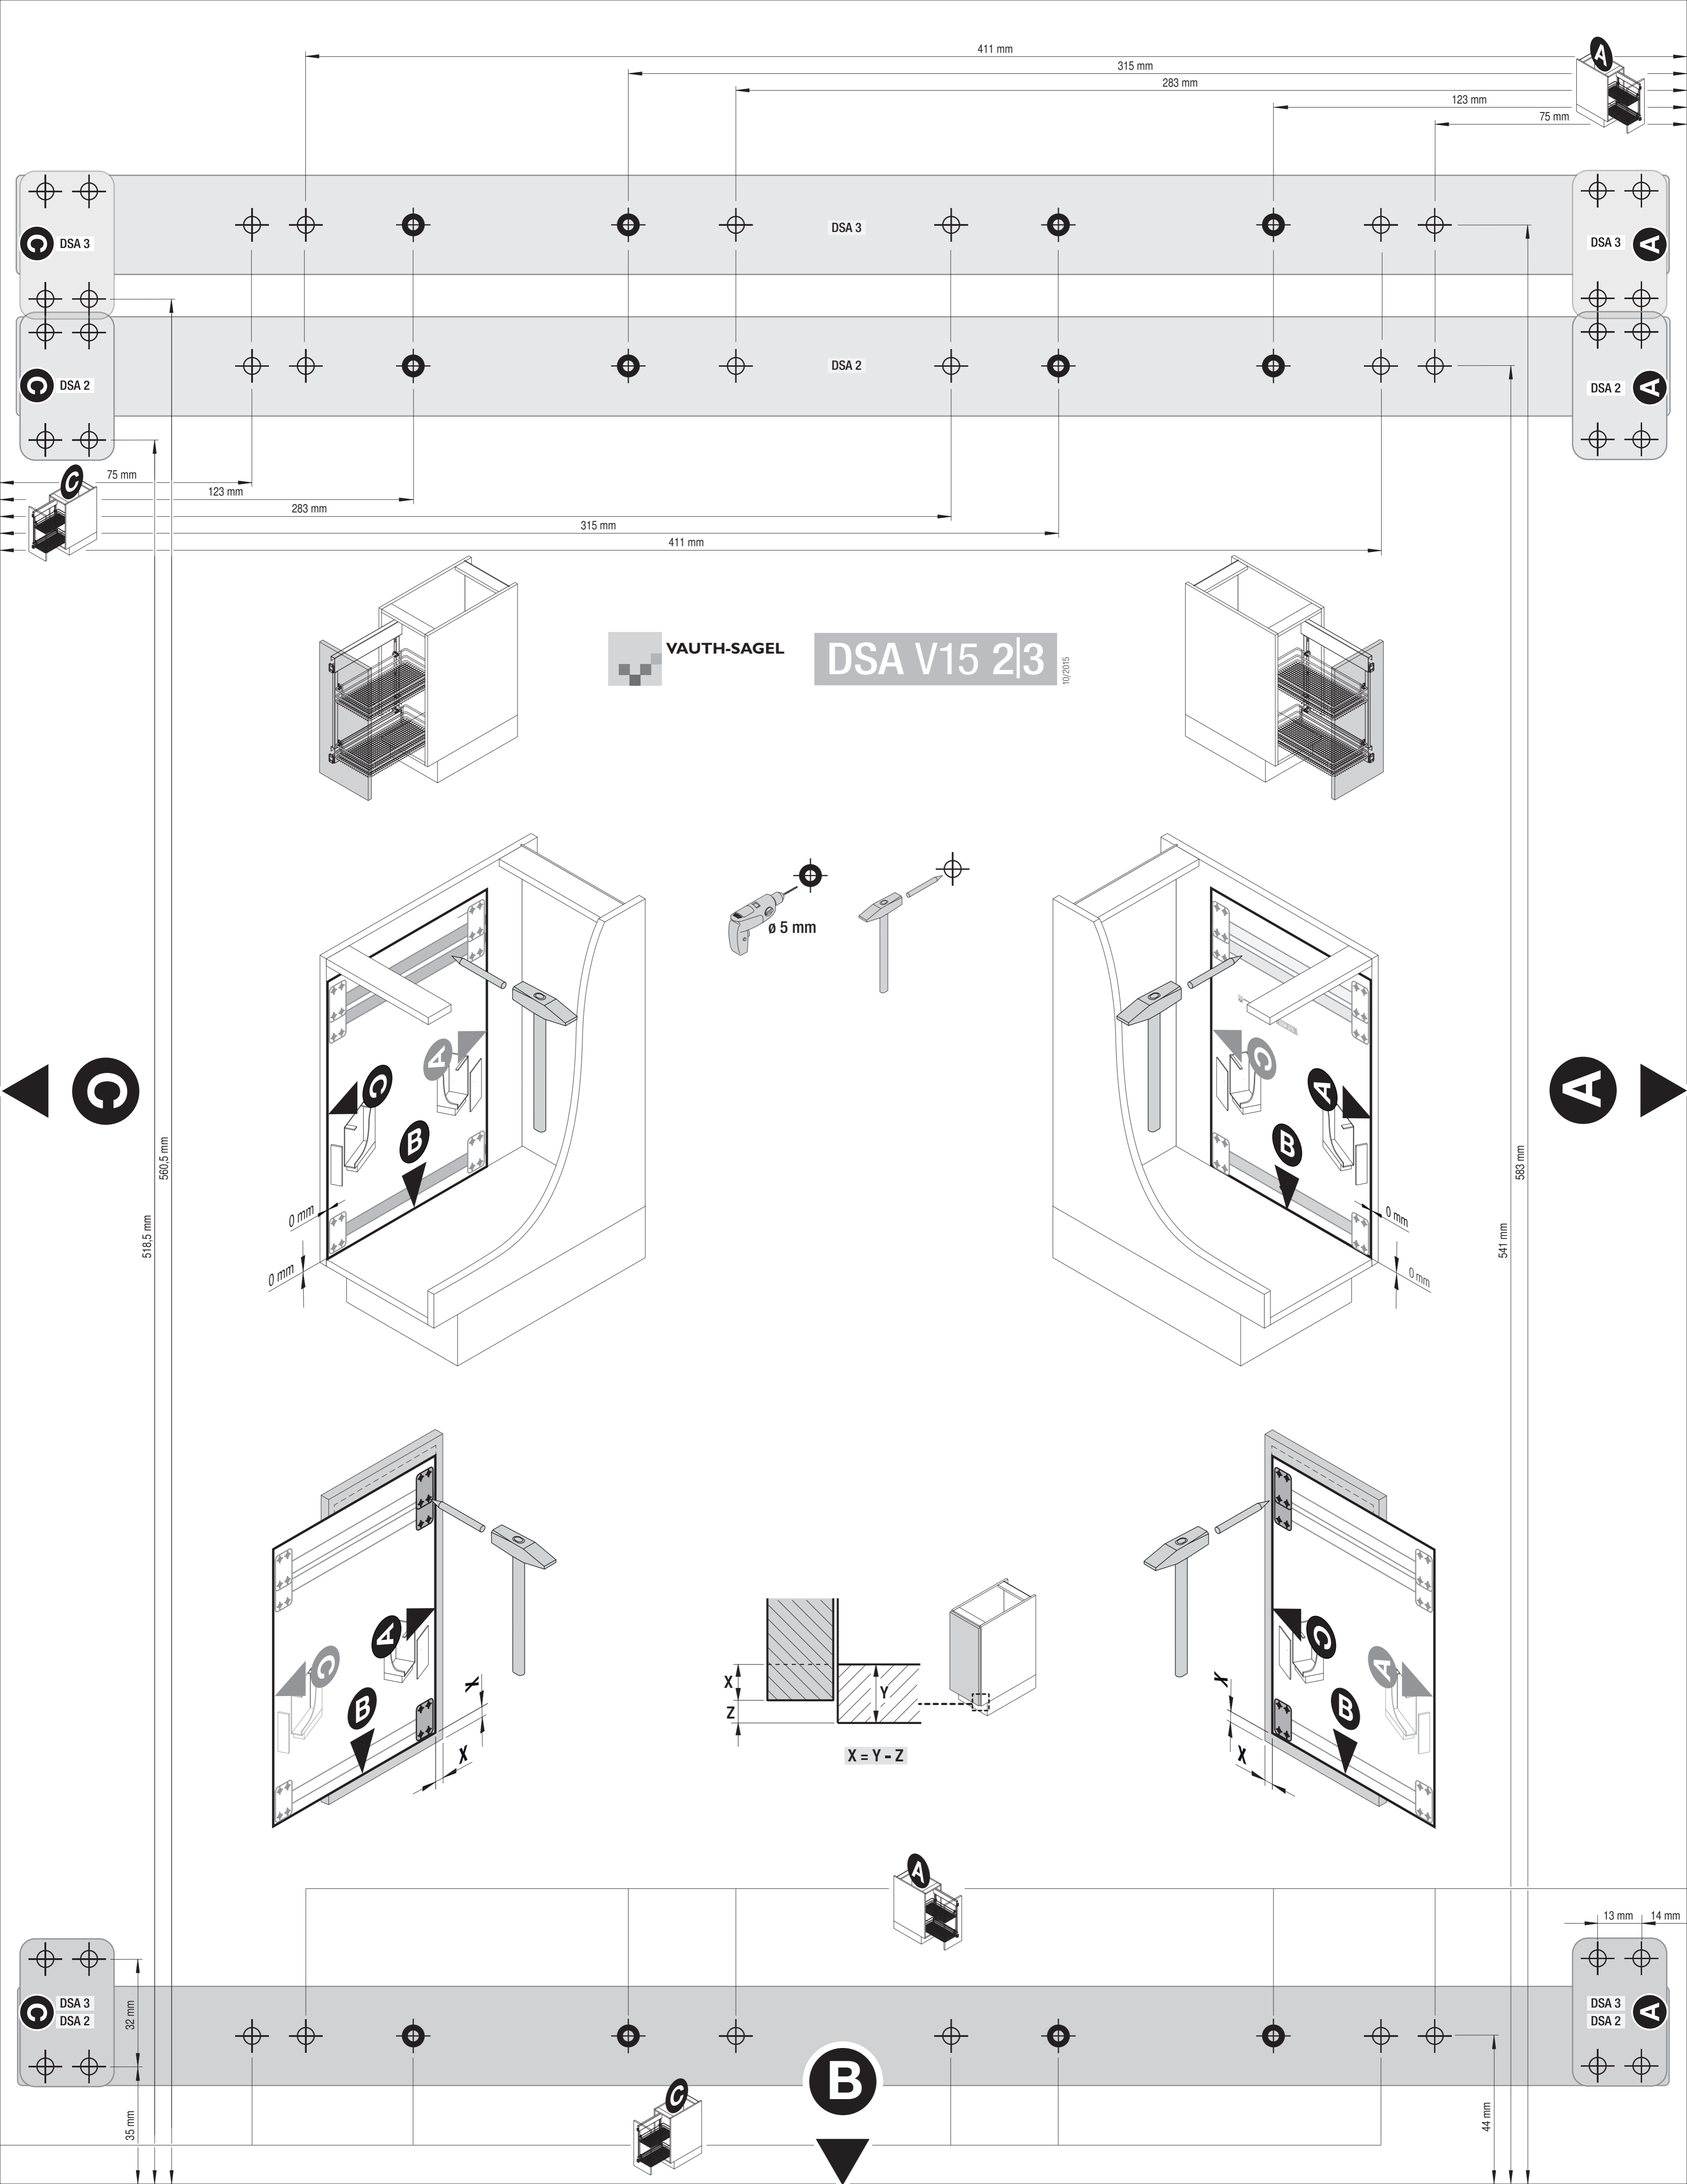 411 mm
315 mm
283 mm
123 mm
75 mm
A
C DSA 3
DSA 3
DSA 3 A
C DSA 2
DSA 2
DSA 2 A
75 mm
C
123 mm
283 mm
315 mm
411 mm
VAUTH-SAGEL
DSA V15 2|3
10/2015
ø 5 mm
C
A
C
A
B
C
A
B
A
C
560,5 mm
518,5 mm
583 mm
541 mm
0 mm
0 mm
0 mm
0 mm
A
C
B
X
X
X
Z
Y
X = Y - Z
C
A
B
X
X
A
13 mm
14 mm
C
DSA 3
DSA 2
32 mm
35 mm
DSA 3
DSA 2
A
B
C
44 mm